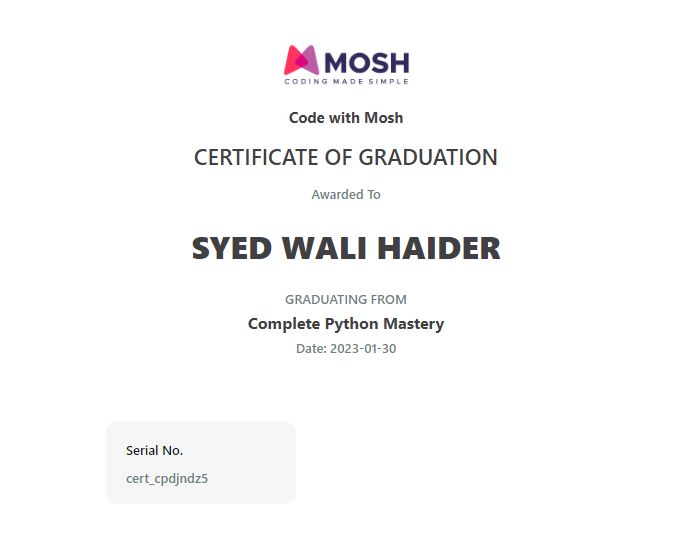 MOSH
CODING MADE SIMPLE
Code with Mosh
CERTIFICATE OF GRADUATION
Awarded To
SYED WALI HAIDER
GRADUATING FROM
Complete Python Mastery
Date: 2023-01-30
Serial No.
cert_cpdjndz5